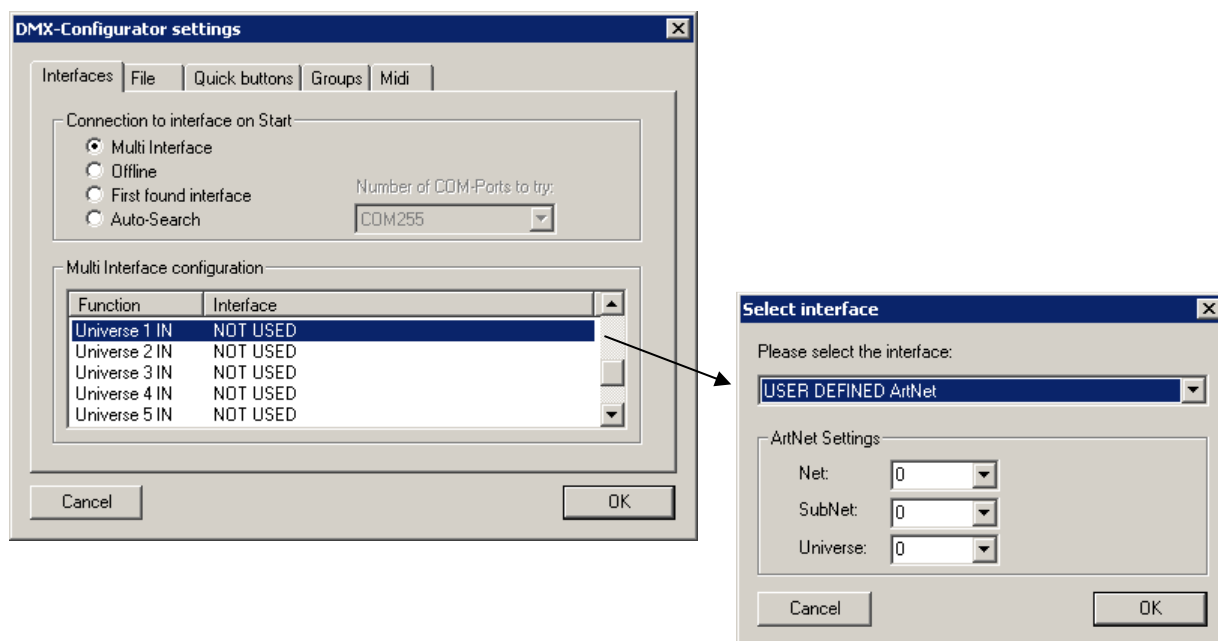 DMX-Configurator settings
Interfaces File Quick buttons Groups Midi
Connection to interface on Start
Multi Interface
Offline
First found interface
Number of COM-Ports to try:
Auto-Search
COM255
Multi Interface configuration
Function Interface
Universe 1 IN NOT USED
Universe 2 IN NOT USED
Universe 3 IN NOT USED
Universe 4 IN NOT USED
Universe 5 IN NOT USED
Cancel OK
Select interface
Please select the interface:
USER DEFINED ArtNet
ArtNet Settings
Net: 0
SubNet: 0
Universe: 0
Cancel OK